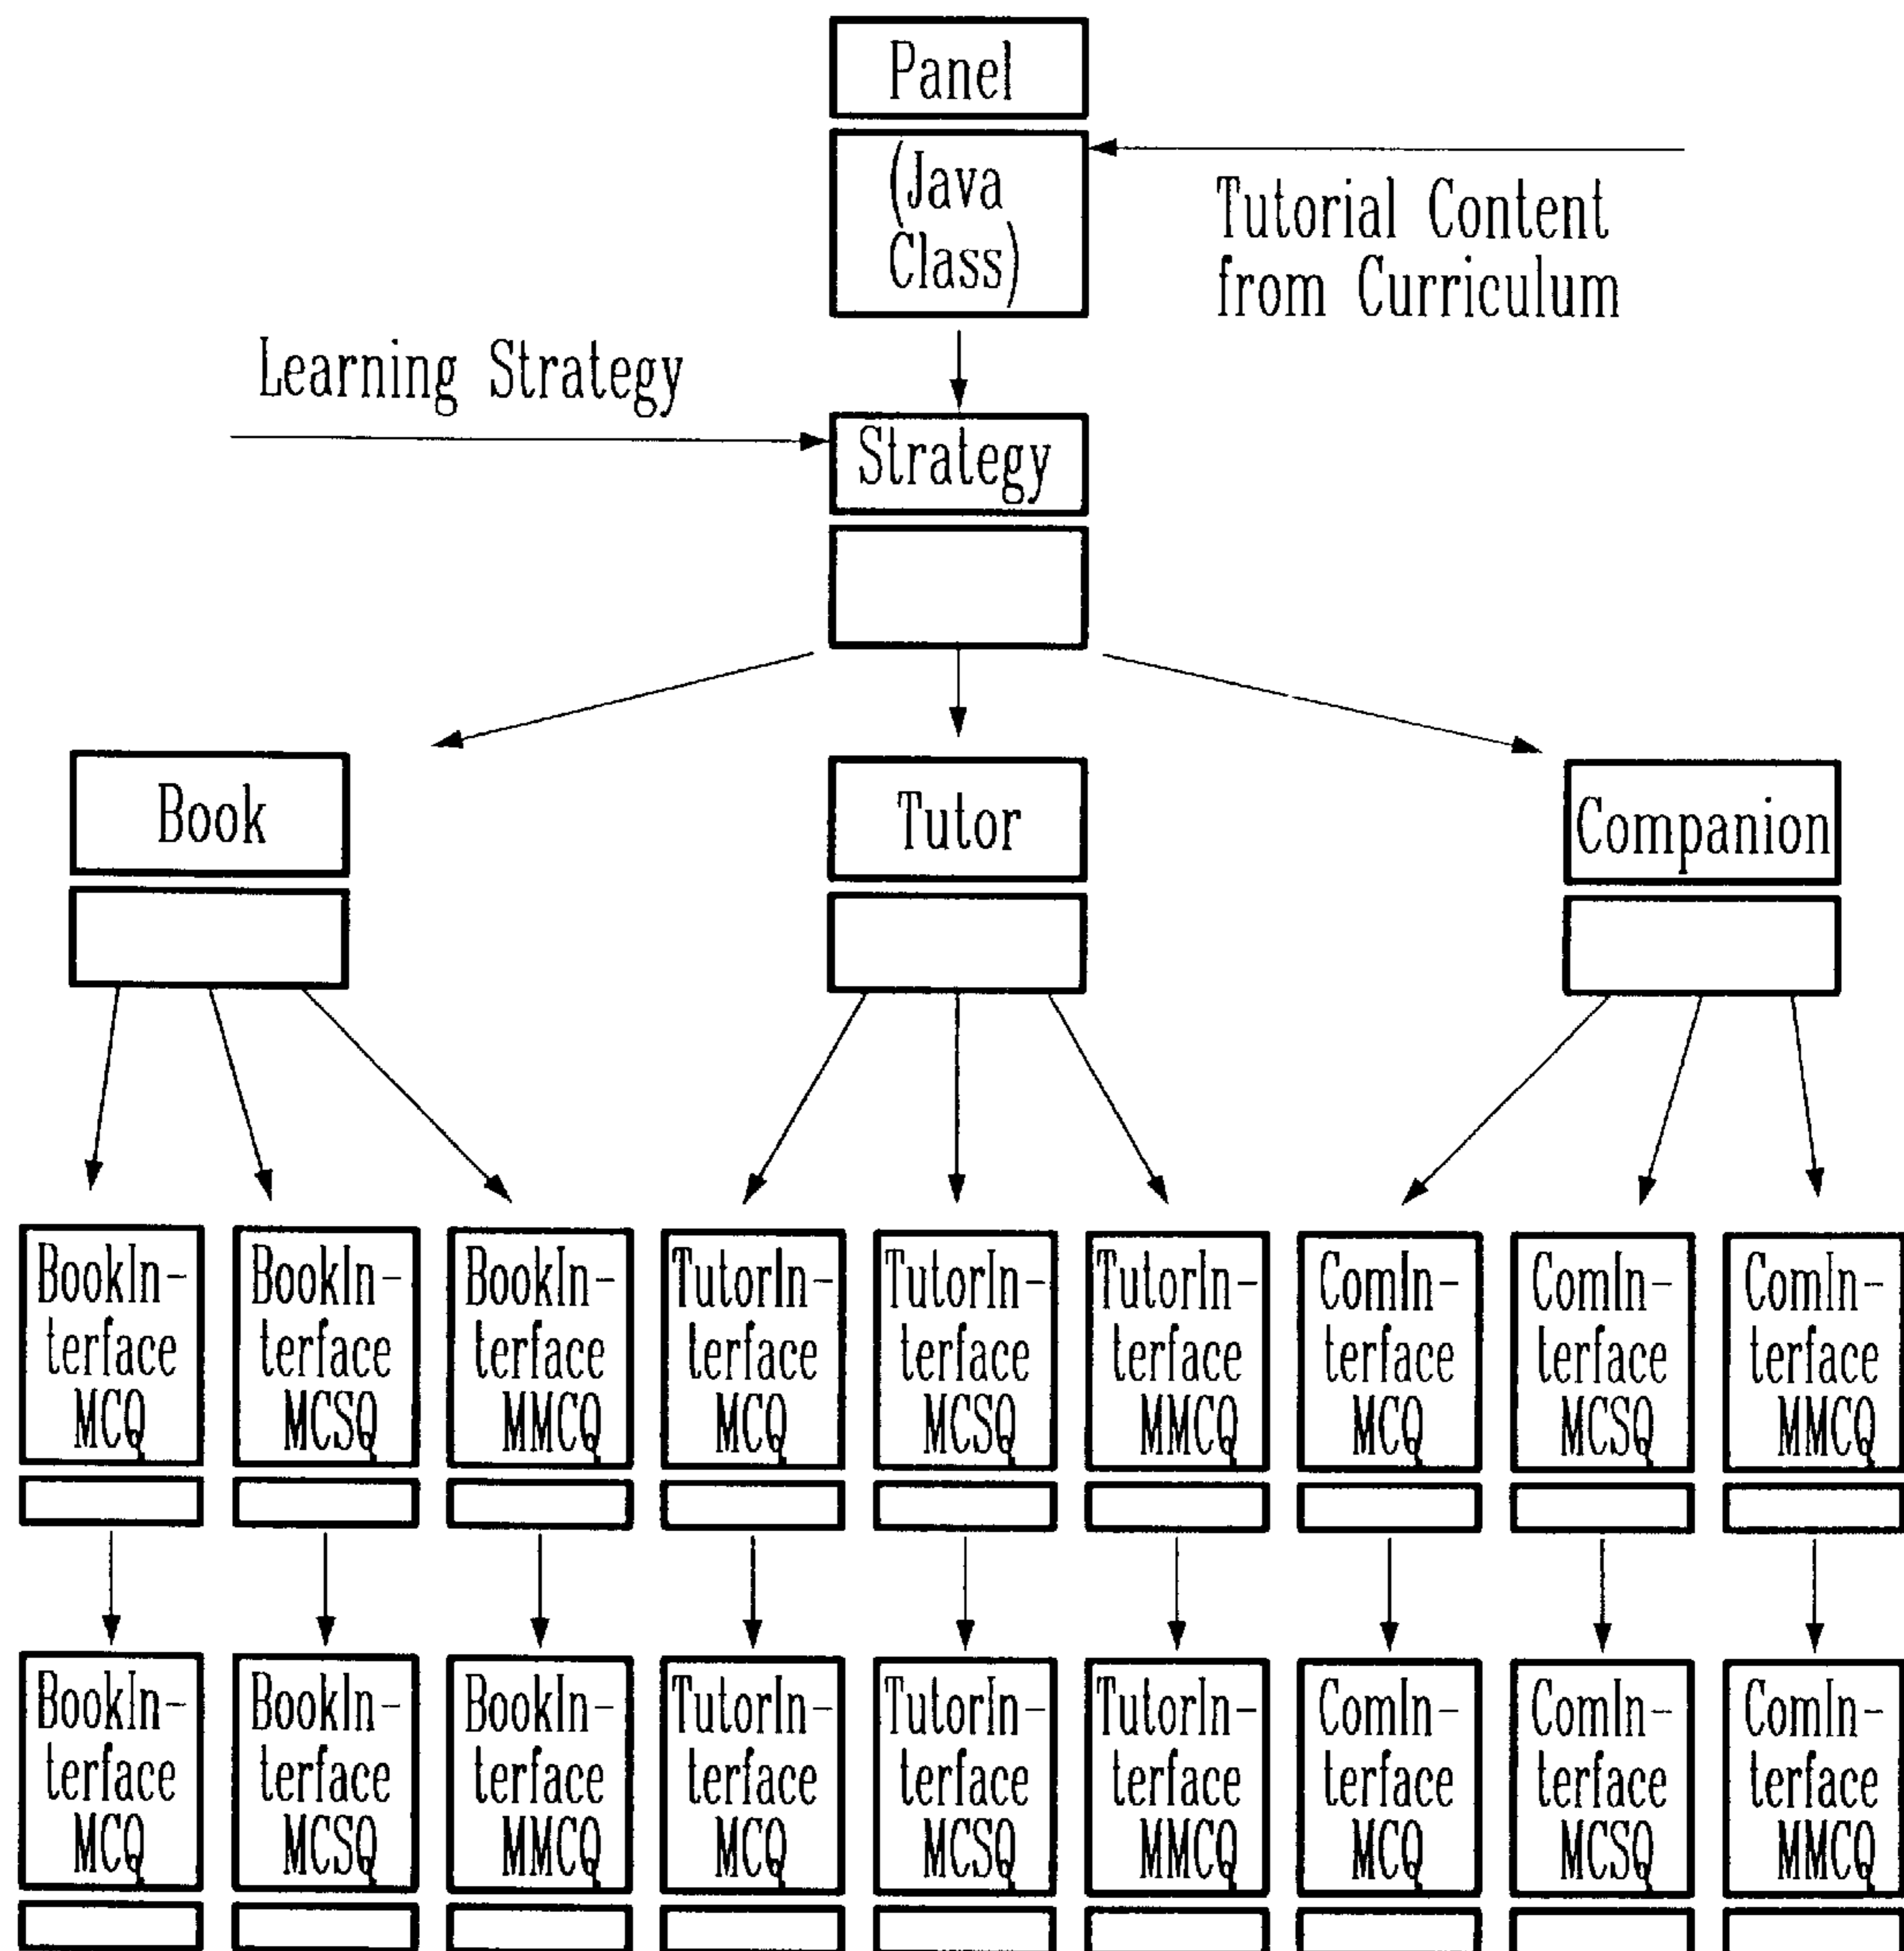 Panel
(Java
Class)
Tutorial Content
from Curriculum
Learning Strategy
Strategy
Book
Tutor
Companion
BookIn-
terface
MCQ
BookIn-
terface
MCSQ
BookIn-
terface
MMCQ
TutorIn-
terface
MCQ
TutorIn-
terface
MCSQ
TutorIn-
terface
MMCQ
ComIn-
terface
MCQ
ComIn-
terface
MCSQ
ComIn-
terface
MMCQ
BookIn-
terface
MCQ
BookIn-
terface
MCSQ
BookIn-
terface
MMCQ
TutorIn-
terface
MCQ
TutorIn-
terface
MCSQ
TutorIn-
terface
MMCQ
ComIn-
terface
MCQ
ComIn-
terface
MCSQ
ComIn-
terface
MMCQ